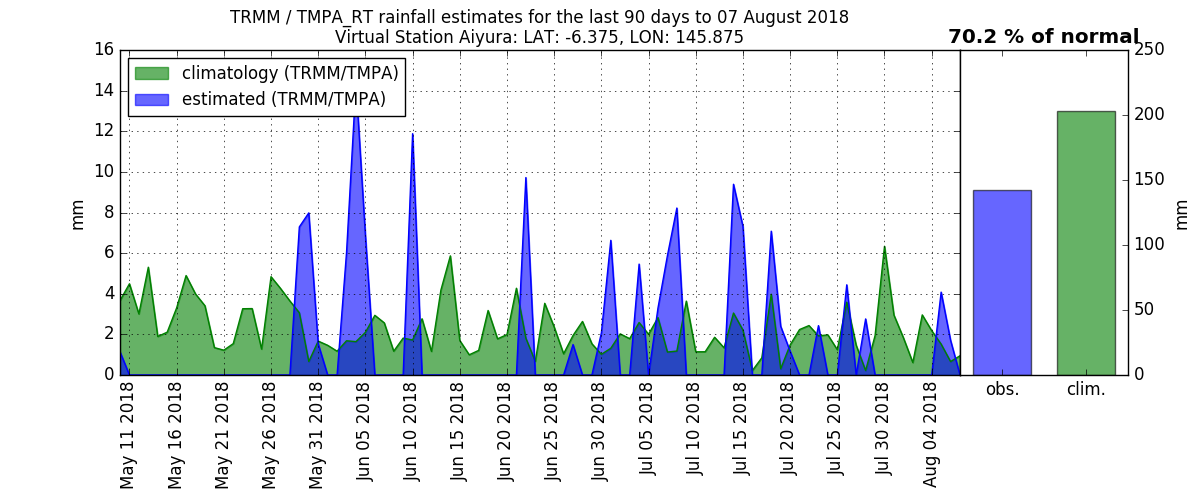 TRMM / TMPA_RT rainfall estimates for the last 90 days to 07 August 2018
Virtual Station Aiyura: LAT: -6.375, LON: 145.875
70.2 % of normal
climatology (TRMM/TMPA)
estimated (TRMM/TMPA)
mm
16
14
12
10
8
6
4
2
0
May 11 2018
May 16 2018
May 21 2018
May 26 2018
May 31 2018
Jun 05 2018
Jun 10 2018
Jun 15 2018
Jun 20 2018
Jun 25 2018
Jun 30 2018
Jul 05 2018
Jul 10 2018
Jul 15 2018
Jul 20 2018
Jul 25 2018
Jul 30 2018
Aug 04 2018
obs.
clim.
250
200
150
100
50
0
mm